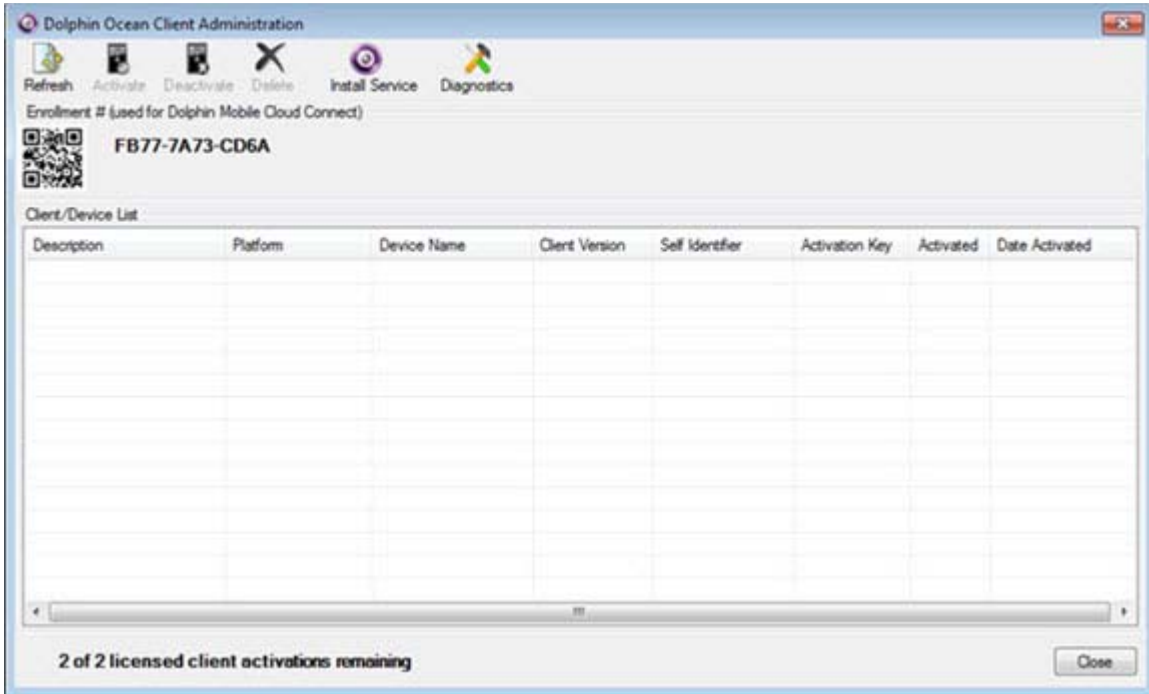 Dolphin Ocean Client Administration
Refresh Activate Deactivate Delete Install Service Diagnostics
Enrollment # (used for Dolphin Mobile Cloud Connect)
FB77-7A73-CD6A
Client/Device List
Description Platform Device Name Client Version Self Identifier Activation Key Activated Date Activated
2 of 2 licensed client activations remaining
Close